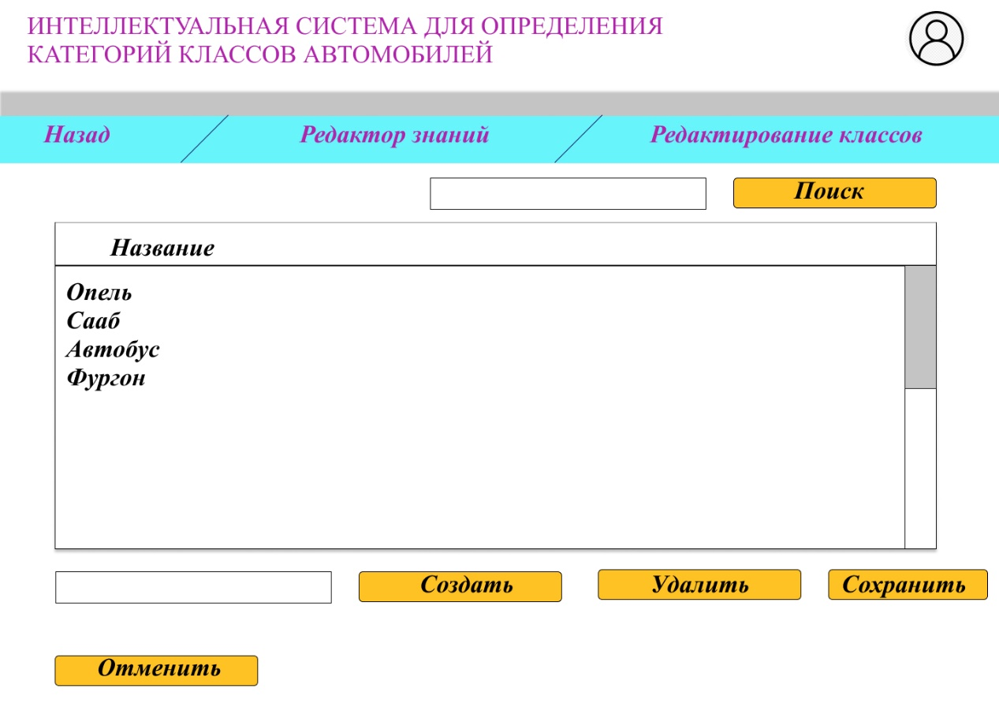 ИНТЕЛЛЕКТУАЛЬНАЯ СИСТЕМА ДЛЯ ОПРЕДЕЛЕНИЯ
КАТЕГОРИЙ КЛАССОВ АВТОМОБИЛЕЙ
Назад
Редактор знаний
Редактирование классов
Поиск
Название
Опель
Сааб
Автобус
Фургон
Создать
Удалить
Сохранить
Отменить